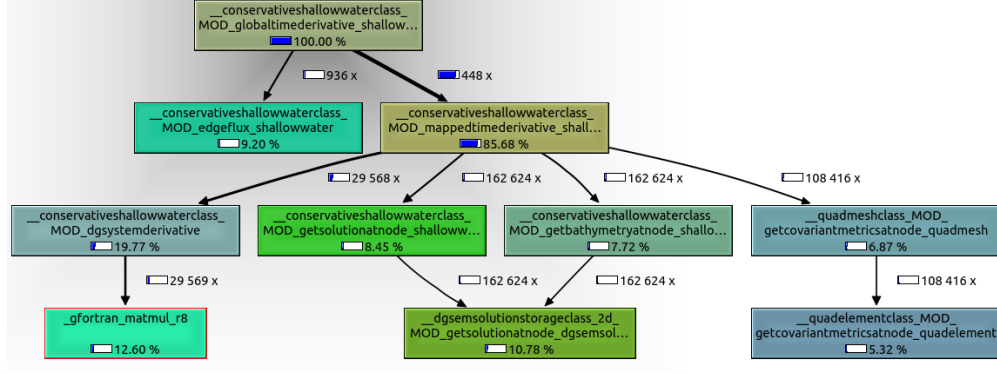 __conservativeshallowwaterclass_
MOD_globaltimederivative_shallow...
100.00 %
936 x
448 x
__conservativeshallowwaterclass_
MOD_edgeflux_shallowwater
9.20 %
__conservativeshallowwaterclass_
MOD_mappedtimederivative_shall...
85.68 %
29 568 x
162 624 x
162 624 x
108 416 x
__conservativeshallowwaterclass_
MOD_dgsystemderivative
19.77 %
__conservativeshallowwaterclass_
MOD_getsolutionatnode_shalloww...
8.45 %
__conservativeshallowwaterclass_
MOD_getbathymetryatnode_shallo...
7.72 %
__quadmeshclass_MOD_
getcovariantmetricsatnode_quadmesh
6.87 %
29 569 x
162 624 x
162 624 x
108 416 x
_gfortran_matmul_r8
12.60 %
__dgsemsolutionstorageclass_2d_
MOD_getsolutionatnode_dgsemsol...
10.78 %
__quadelementclass_MOD_
getcovariantmetricsatnode_quadelement
5.32 %